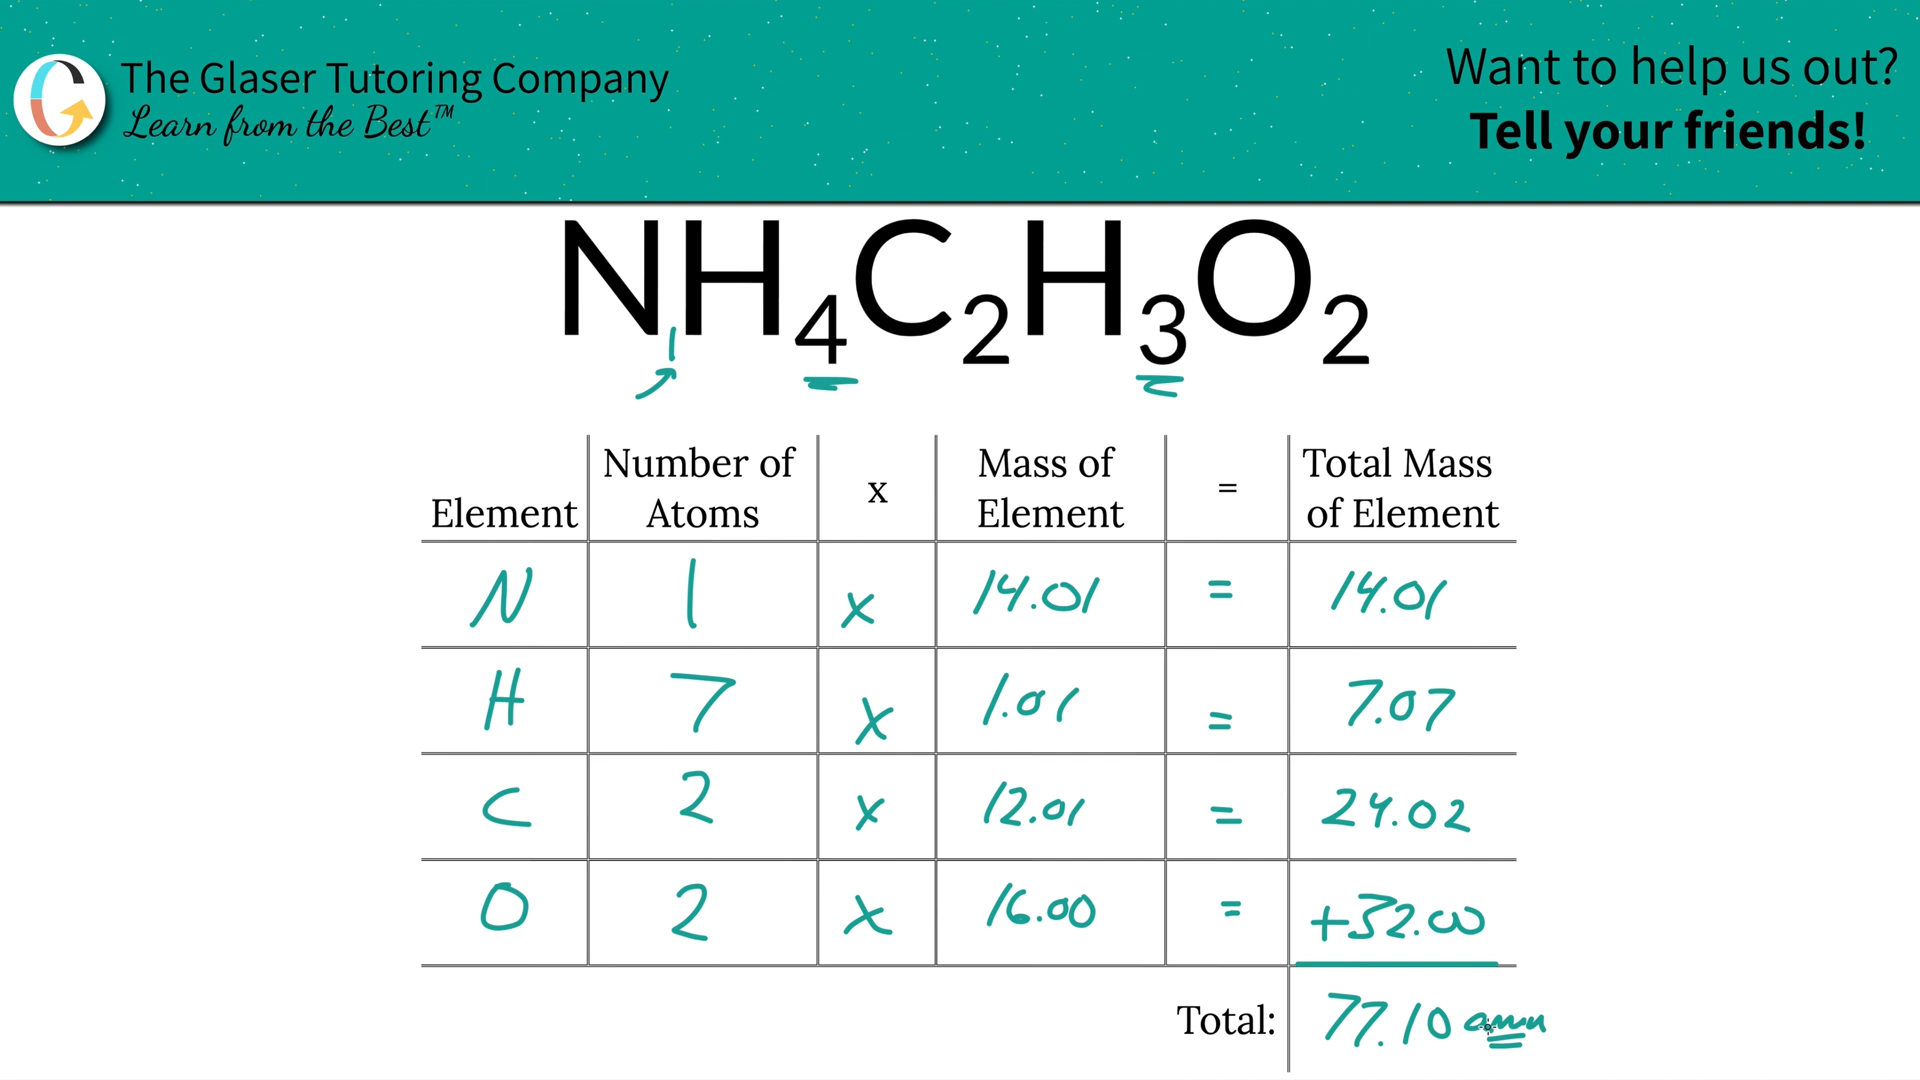 The Glaser Tutoring Company
Learn from the Best™
Want to help us out?
Tell your friends!
NH₄C₂H₃O₂
1
Element Number of Atoms x Mass of Element = Total Mass of Element
N 1 x 14.01 = 14.01
H 7 x 1.01 = 7.07
C 2 x 12.01 = 24.02
O 2 x 16.00 = +32.00
Total: 77.10 amu